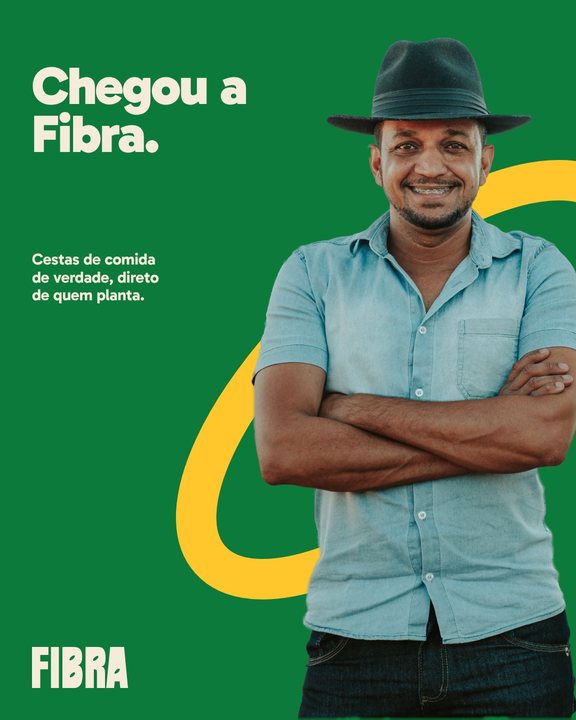 Chegou a
Fibra.
Cestas de comida
de verdade, direto
de quem planta.
FIBRA